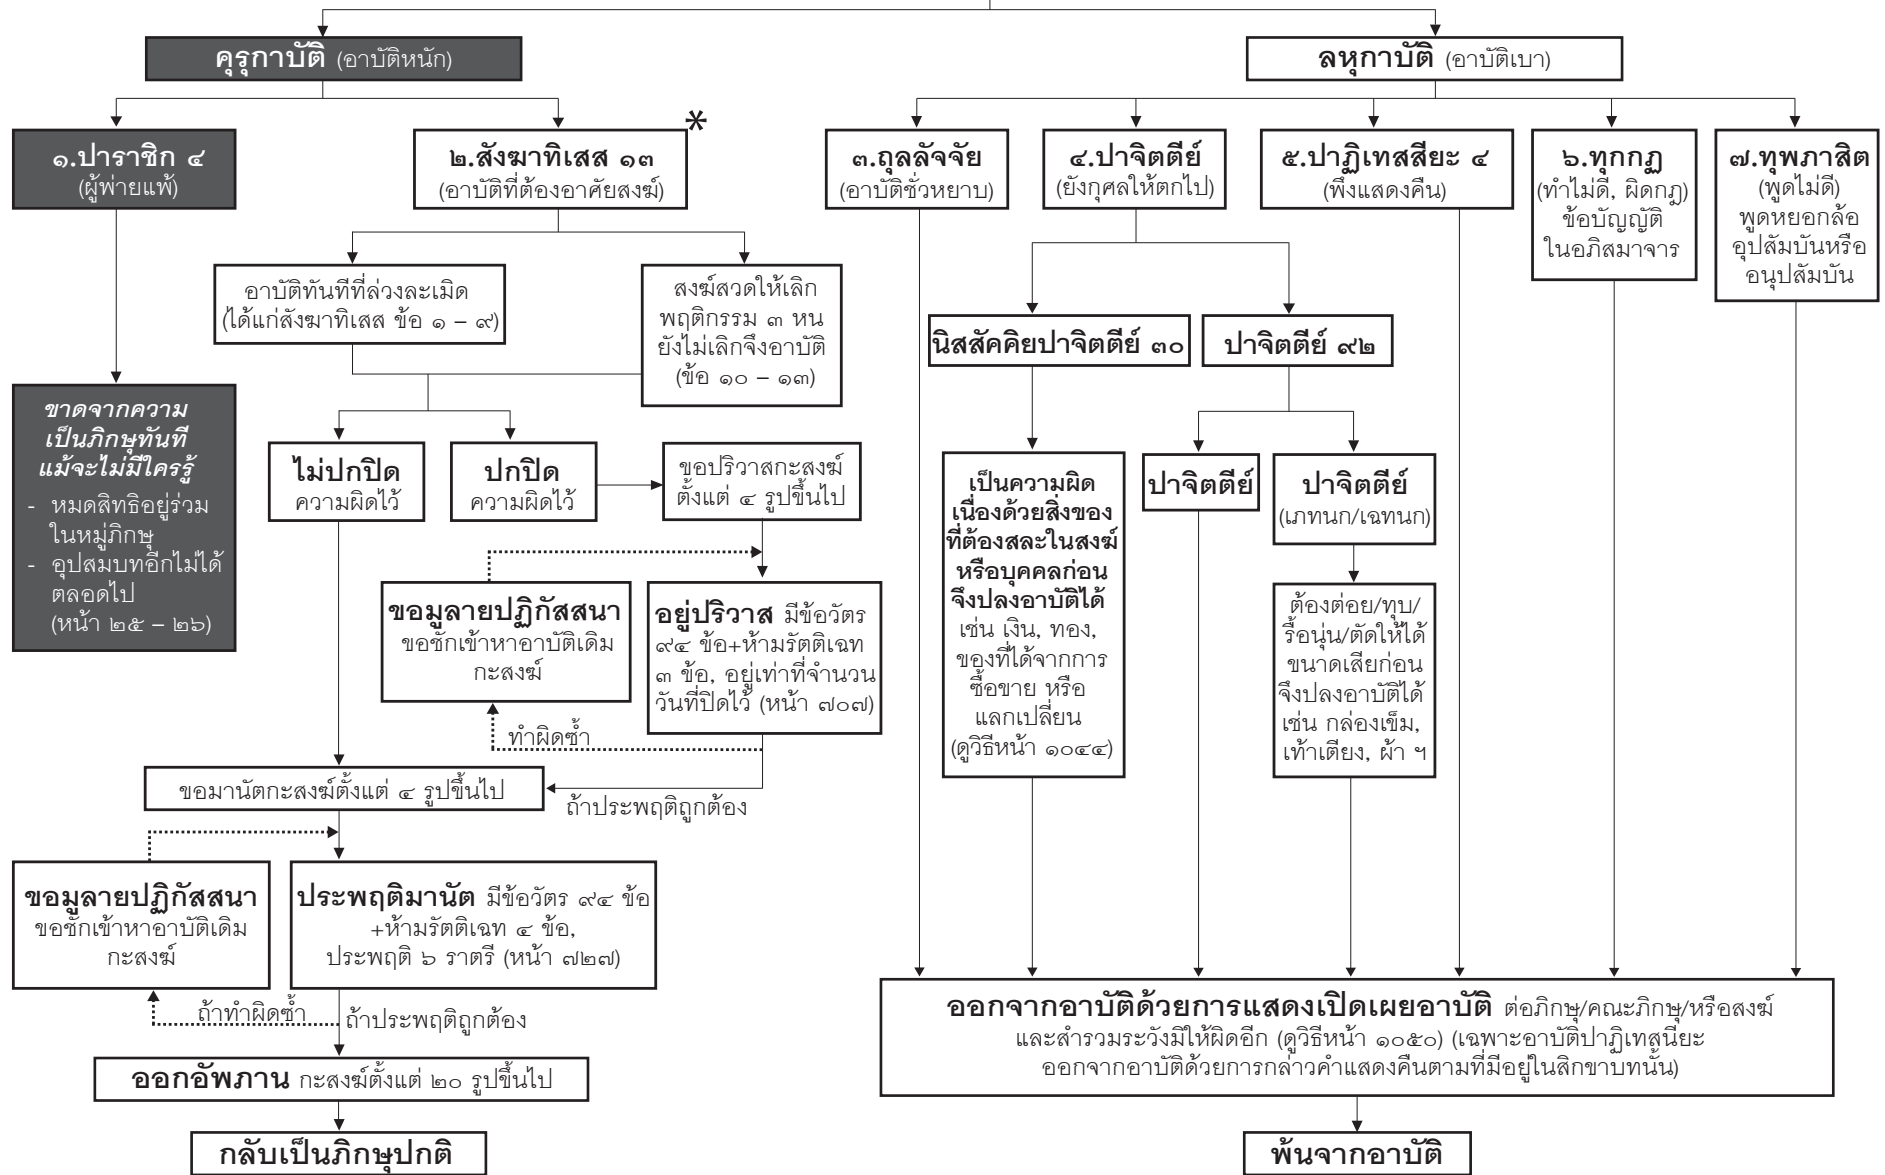 คุรุกาบัติ (อาบัติหนัก)
ลหุกาบัติ (อาบัติเบา)
*
๑.ปาราชิก ๔
(ผู้พ่ายแพ้)
๒.สังฆาทิเสส ๑๓
(อาบัติที่ต้องอาศัยสงฆ์)
๓.ถุลลัจจัย
(อาบัติชั่วหยาบ)
๔.ปาจิตตีย์
(ยังกุศลให้ตกไป)
๕.ปาฏิเทสสียะ ๔
(พึงแสดงคืน)
๖.ทุกกฏ
(ทำไม่ดี, ผิดกฎ)
ข้อบัญญัติ
ในอภิสมาจาร
๗.ทุพภาสิต
(พูดไม่ดี)
พูดหยอกล้อ
อุปสัมบันหรือ
อนุปสัมบัน
อาบัติทันทีที่ล่วงละเมิด
(ได้แก่สังฆาทิเสส ข้อ ๑ – ๙)
สงฆ์สวดให้เลิก
พฤติกรรม ๓ หน
ยังไม่เลิกจึงอาบัติ
(ข้อ ๑๐ – ๑๓)
นิสสัคคิยปาจิตตีย์ ๓๐
ปาจิตตีย์ ๙๒
ขาดจากความ
เป็นภิกษุทันที
แม้จะไม่มีใครรู้
- หมดสิทธิอยู่ร่วม
ในหมู่ภิกษุ
- อุปสมบทอีกไม่ได้
ตลอดไป
(หน้า ๒๕ – ๒๖)
ไม่ปกปิด
ความผิดไว้
ปกปิด
ความผิดไว้
ขอปริวาสกะสงฆ์
ตั้งแต่ ๔ รูปขึ้นไป
เป็นความผิด
เนื่องด้วยสิ่งของ
ที่ต้องสละในสงฆ์
หรือบุคคลก่อน
จึงปลงอาบัติได้
เช่น เงิน, ทอง,
ของที่ได้จากการ
ซื้อขาย หรือ
แลกเปลี่ยน
(ดูวิธีหน้า ๑๐๔๔)
ปาจิตตีย์
ปาจิตตีย์
(เภทนก/เฉทนก)
ต้องต่อย/ทุบ/
รื้อนุ่น/ตัดให้ได้
ขนาดเสียก่อน
จึงปลงอาบัติได้
เช่น กล่องเข็ม,
เท้าเตียง, ผ้า ฯ
ขอมูลายปฏิกัสสนา
ขอชักเข้าหาอาบัติเดิม
กะสงฆ์
อยู่ปริวาส มีข้อวัตร
๙๔ ข้อ+ห้ามรัตติเฉท
๓ ข้อ, อยู่เท่าที่จำนวน
วันที่ปิดไว้ (หน้า ๗๐๗)
ทำผิดซ้ำ
ขอมานัตกะสงฆ์ตั้งแต่ ๔ รูปขึ้นไป
ถ้าประพฤติถูกต้อง
ขอมูลายปฏิกัสสนา
ขอชักเข้าหาอาบัติเดิม
กะสงฆ์
ประพฤติมานัต มีข้อวัตร ๙๔ ข้อ
+ห้ามรัตติเฉท ๔ ข้อ,
ประพฤติ ๖ ราตรี (หน้า ๗๒๗)
ถ้าทำผิดซ้ำ
ถ้าประพฤติถูกต้อง
ออกอัพภาน กะสงฆ์ตั้งแต่ ๒๐ รูปขึ้นไป
กลับเป็นภิกษุปกติ
ออกจากอาบัติด้วยการแสดงเปิดเผยอาบัติ ต่อภิกษุ/คณะภิกษุ/หรือสงฆ์
และสำรวมระวังมิให้ผิดอีก (ดูวิธีหน้า ๑๐๕๐) (เฉพาะอาบัติปาฏิเทสนียะ
ออกจากอาบัติด้วยการกล่าวคำแสดงคืนตามที่มีอยู่ในสิกขาบทนั้น)
พ้นจากอาบัติ